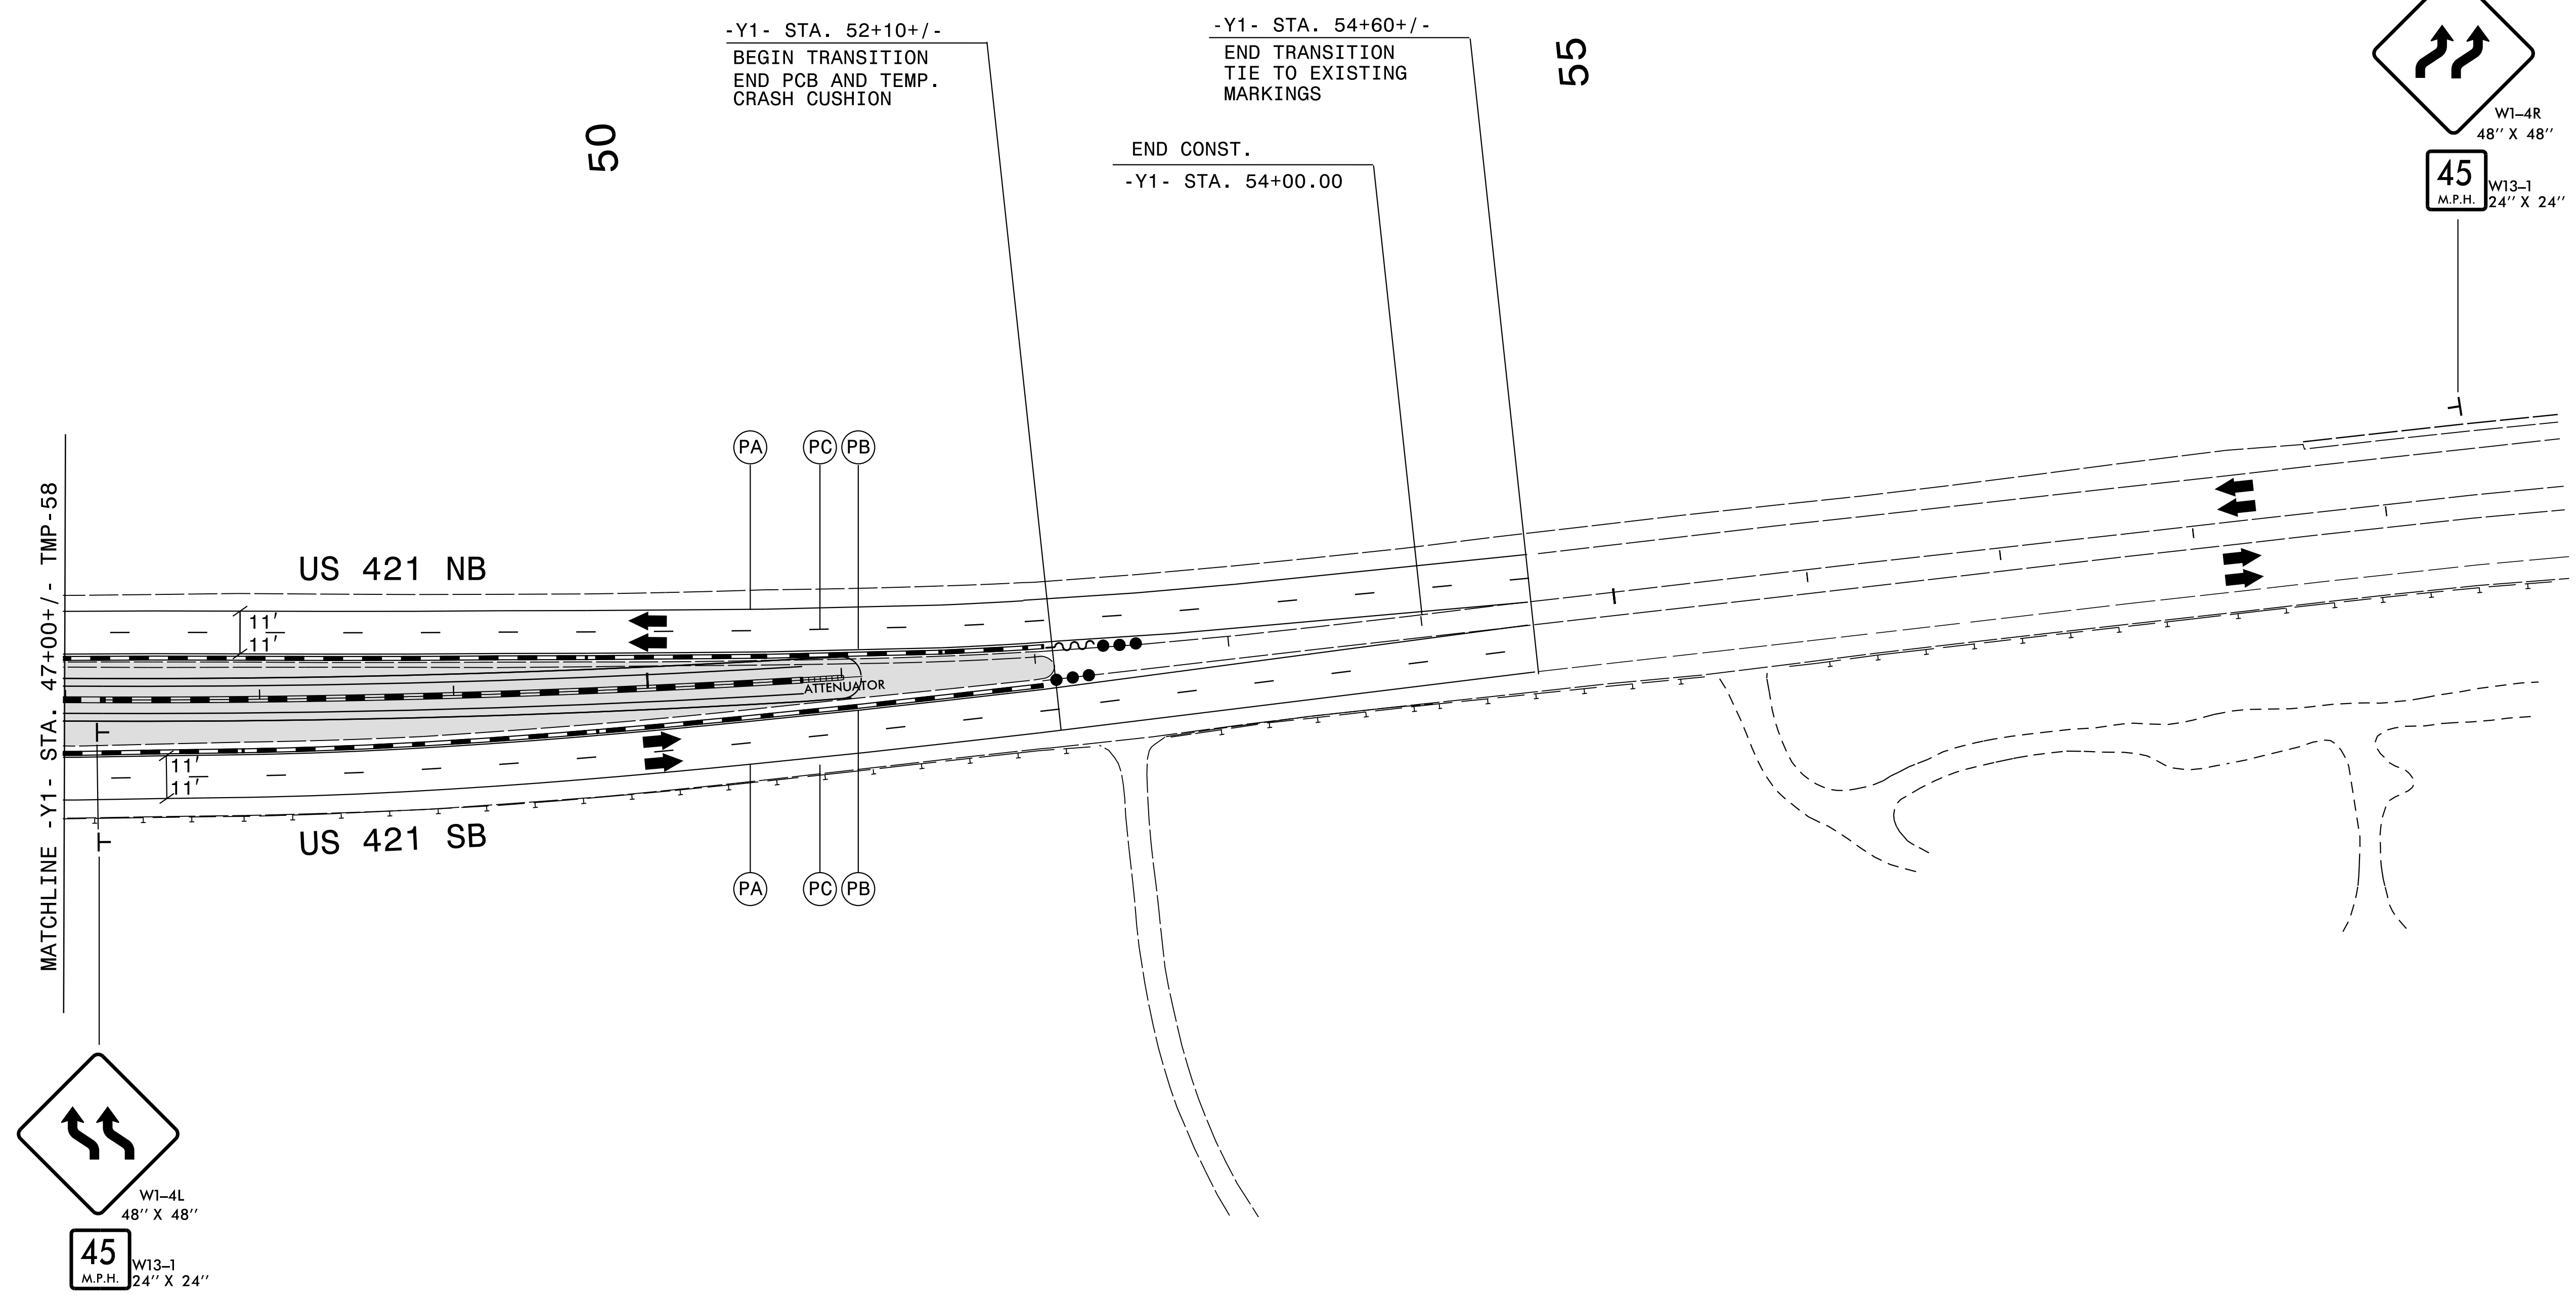 -Y1- STA. 52+10+/-
BEGIN TRANSITION
END PCB AND TEMP.
CRASH CUSHION
-Y1- STA. 54+60+/-
END TRANSITION
TIE TO EXISTING
MARKINGS
END CONST.
-Y1- STA. 54+00.00
50
55
W1-4R
48'' X 48''
45
M.P.H.
W13-1
24'' X 24''
PA
PC
PB
MATCHLINE -Y1- STA. 47+00+/- TMP-58
US 421 NB
11'
11'
ATTENUATOR
11'
11'
US 421 SB
PA
PC
PB
W1-4L
48'' X 48''
45
M.P.H.
W13-1
24'' X 24''